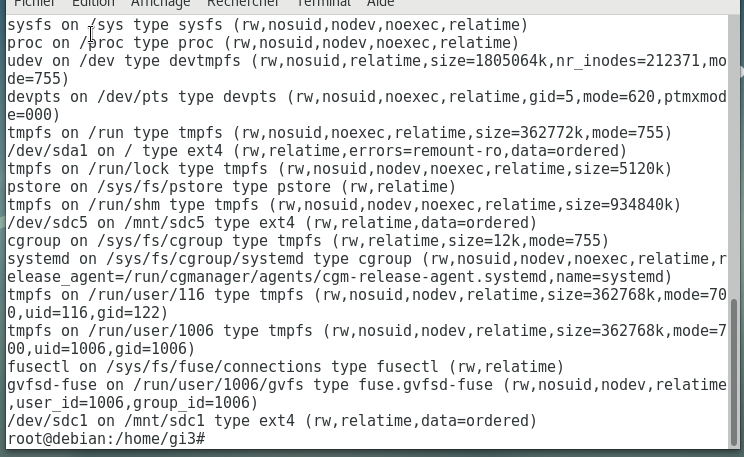 Fichier Édition Affichage Rechercher Terminal Aide
sysfs on /sys type sysfs (rw,nosuid,nodev,noexec,relatime)
proc on /proc type proc (rw,nosuid,nodev,noexec,relatime)
udev on /dev type devtmpfs (rw,nosuid,relatime,size=1805064k,nr_inodes=212371,mo
de=755)
devpts on /dev/pts type devpts (rw,nosuid,noexec,relatime,gid=5,mode=620,ptmxmod
e=000)
tmpfs on /run type tmpfs (rw,nosuid,noexec,relatime,size=362772k,mode=755)
/dev/sda1 on / type ext4 (rw,relatime,errors=remount-ro,data=ordered)
tmpfs on /run/lock type tmpfs (rw,nosuid,nodev,noexec,relatime,size=5120k)
pstore on /sys/fs/pstore type pstore (rw,relatime)
tmpfs on /run/shm type tmpfs (rw,nosuid,nodev,noexec,relatime,size=934840k)
/dev/sdc5 on /mnt/sdc5 type ext4 (rw,relatime,data=ordered)
cgroup on /sys/fs/cgroup type tmpfs (rw,relatime,size=12k,mode=755)
systemd on /sys/fs/cgroup/systemd type cgroup (rw,nosuid,nodev,noexec,relatime,r
elease_agent=/run/cgmanager/agents/cgm-release-agent.systemd,name=systemd)
tmpfs on /run/user/116 type tmpfs (rw,nosuid,nodev,relatime,size=362768k,mode=70
0,uid=116,gid=122)
tmpfs on /run/user/1006 type tmpfs (rw,nosuid,nodev,relatime,size=362768k,mode=7
00,uid=1006,gid=1006)
fusectl on /sys/fs/fuse/connections type fusectl (rw,relatime)
gvfsd-fuse on /run/user/1006/gvfs type fuse.gvfsd-fuse (rw,nosuid,nodev,relatime
,user_id=1006,group_id=1006)
/dev/sdc1 on /mnt/sdc1 type ext4 (rw,relatime,data=ordered)
root@debian:/home/gi3#